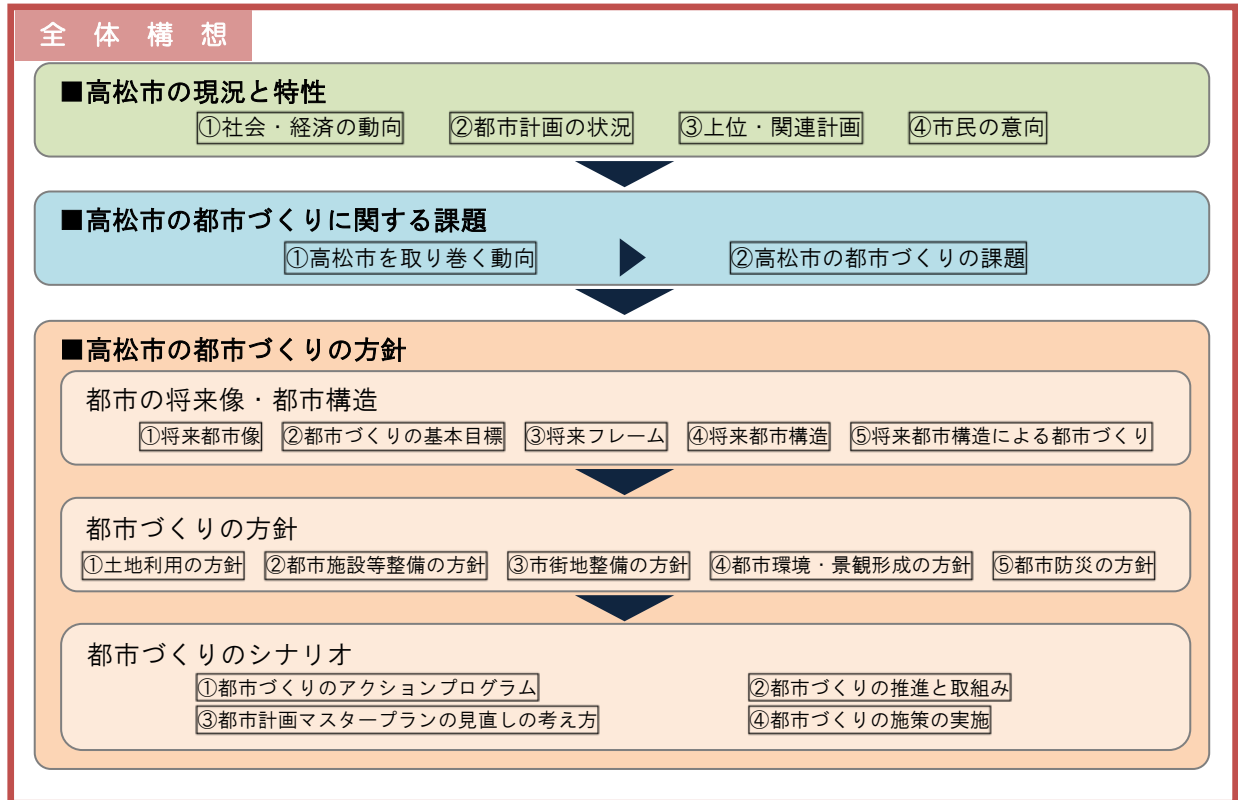 全体構想
■高松市の現況と特性
①社会・経済の動向 ②都市計画の状況 ③上位・関連計画 ④市民の意向
■高松市の都市づくりに関する課題
①高松市を取り巻く動向 ②高松市の都市づくりの課題
■高松市の都市づくりの方針
都市の将来像・都市構造
①将来都市像 ②都市づくりの基本目標 ③将来フレーム ④将来都市構造 ⑤将来都市構造による都市づくり
都市づくりの方針
①土地利用の方針 ②都市施設等整備の方針 ③市街地整備の方針 ④都市環境・景観形成の方針 ⑤都市防災の方針
都市づくりのシナリオ
①都市づくりのアクションプログラム ②都市づくりの推進と取組み
③都市計画マスタープランの見直しの考え方 ④都市づくりの施策の実施